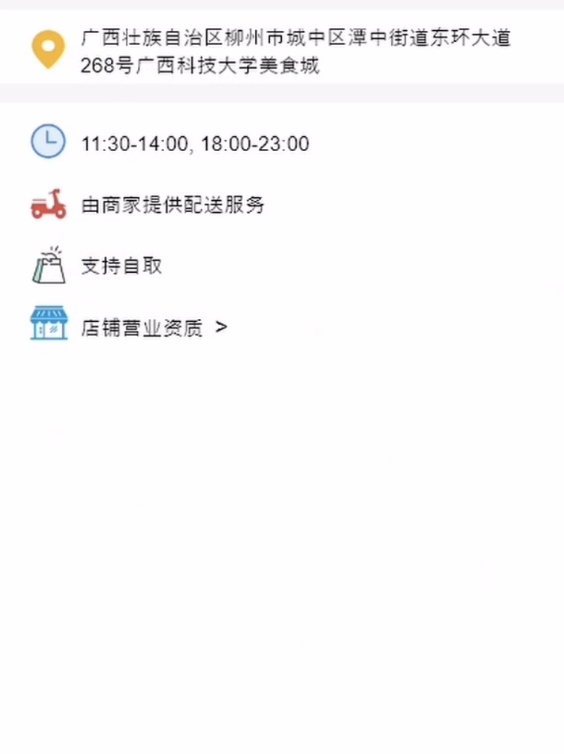 广西壮族自治区柳州市城中区潭中街道东环大道
268号广西科技大学美食城
11:30-14:00, 18:00-23:00
由商家提供配送服务
支持自取
店铺营业资质 >